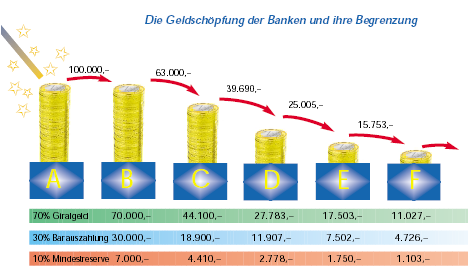 Die Geldschöpfung der Banken und ihre Begrenzung
100.000,–
63.000,–
39.690,–
25.005,–
15.753,–
A B C D E F
70% Giralgeld 70.000,– 44.100,– 27.783,– 17.503,– 11.027,–
30% Barauszahlung 30.000,– 18.900,– 11.907,– 7.502,– 4.726,–
10% Mindestreserve 7.000,– 4.410,– 2.778,– 1.750,– 1.103,–